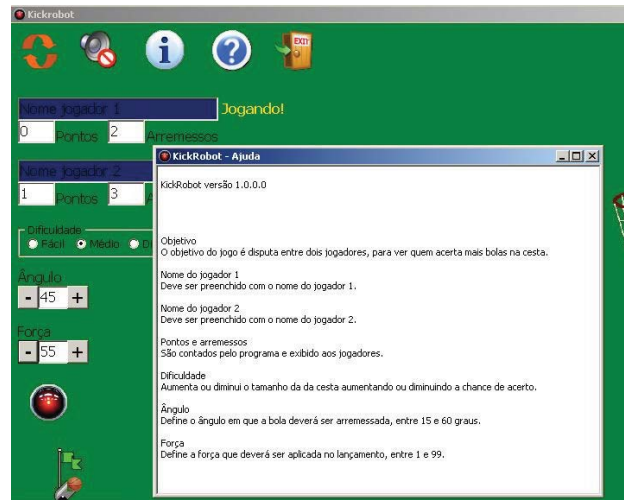 Kickrobot
EXIT
Nome jogador 1
Jogando!
0 Pontos 2 Arremessos
Nome jogador 2
1 Pontos 3
Dificuldade
Fácil Médio
Ângulo
- 45 +
Força
- 55 +
KickRobot - Ajuda
KickRobot versão 1.0.0.0
Objetivo
O objetivo do jogo é disputa entre dois jogadores, para ver quem acerta mais bolas na cesta.
Nome do jogador 1
Deve ser preenchido com o nome do jogador 1.
Nome do jogador 2
Deve ser preenchido com o nome do jogador 2.
Pontos e arremessos
São contados pelo programa e exibido aos jogadores.
Dificuldade
Aumenta ou diminui o tamanho da da cesta aumentando ou diminuindo a chance de acerto.
Ângulo
Define o ângulo em que a bola deverá ser arremessada, entre 15 e 60 graus.
Força
Define a força que deverá ser aplicada no lançamento, entre 1 e 99.